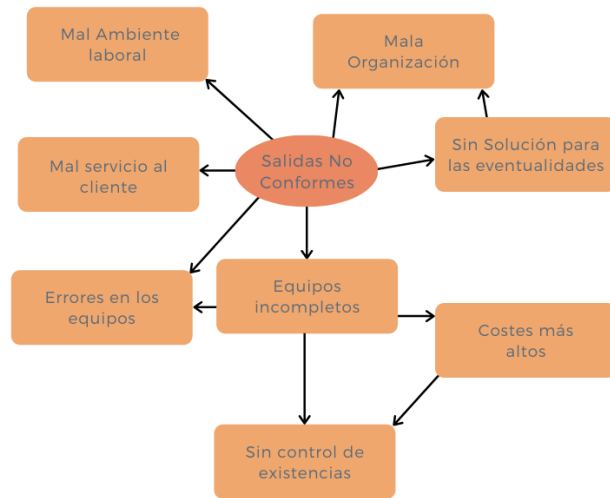 Mal Ambiente
laboral
Mala
Organización
Mal servicio al
cliente
Salidas No
Conformes
Sin Solución para
las eventualidades
Errores en los
equipos
Equipos
incompletos
Costes más
altos
Sin control de
existencias